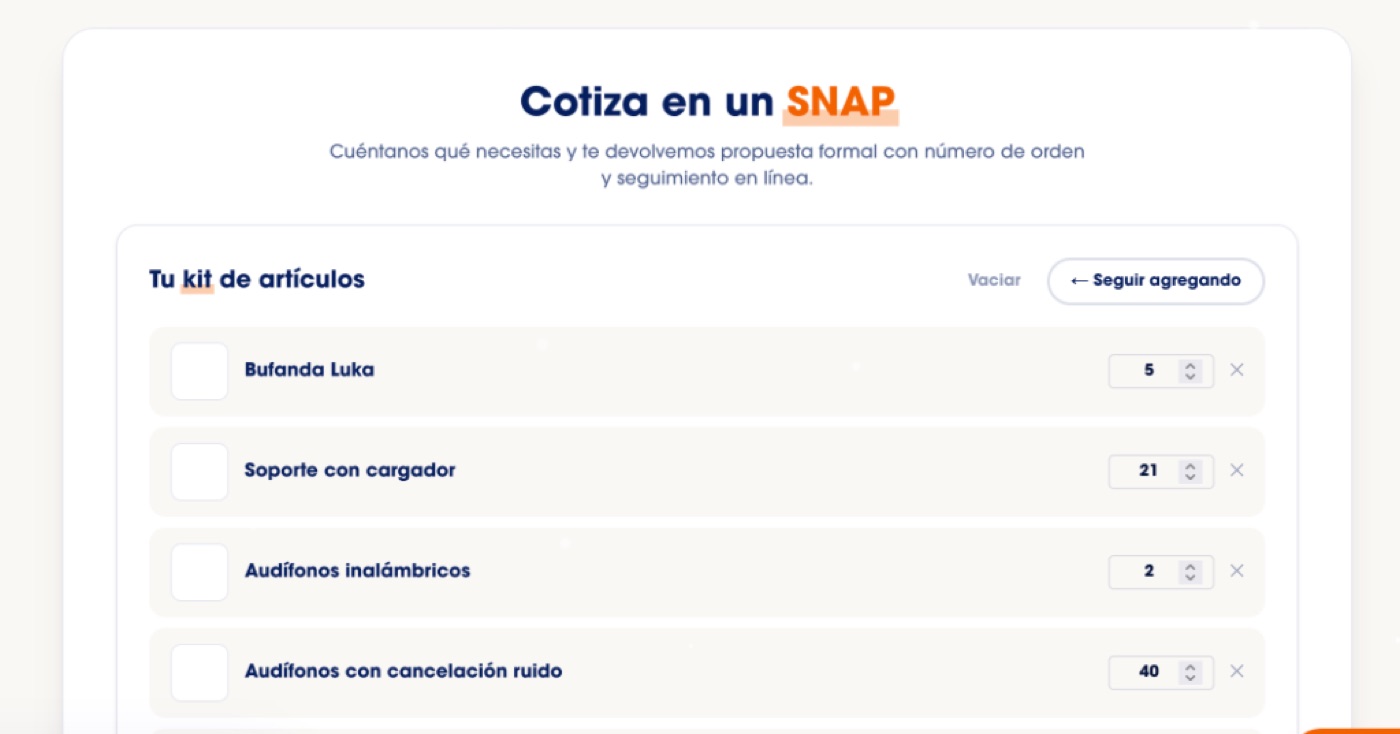 Cotiza en un SNAP
Cuéntanos qué necesitas y te devolvemos propuesta formal con número de orden
y seguimiento en línea.
Tu kit de artículos
Vaciar
← Seguir agregando
Bufanda Luka
5
Soporte con cargador
21
Audífonos inalámbricos
2
Audífonos con cancelación ruido
40